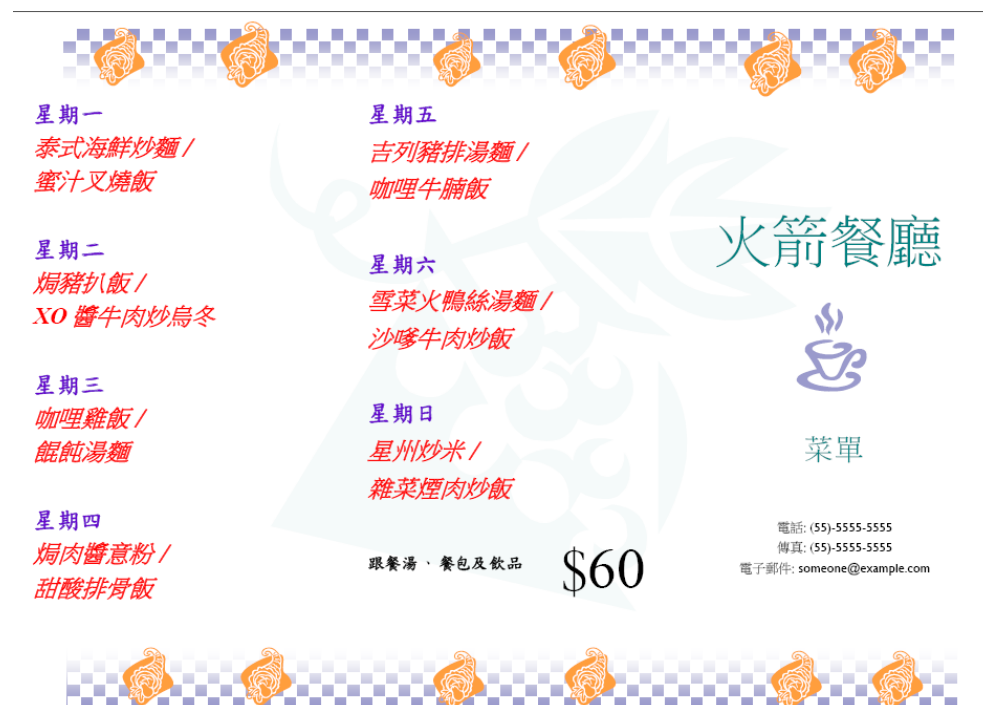 星期一
泰式海鮮炒麵 /
蜜汁叉燒飯
星期二
焗豬扒飯 /
XO 醬牛肉炒烏冬
星期三
咖哩雞飯 /
餛飩湯麵
星期四
焗肉醬意粉 /
甜酸排骨飯
星期五
吉列豬排湯麵 /
咖哩牛腩飯
星期六
雪菜火鴨絲湯麵 /
沙嗲牛肉炒飯
星期日
星州炒米 /
雜菜煙肉炒飯
跟餐湯、餐包及飲品
$60
火箭餐廳
菜單
電話: (55)-5555-5555
傳真: (55)-5555-5555
電子郵件: someone@example.com